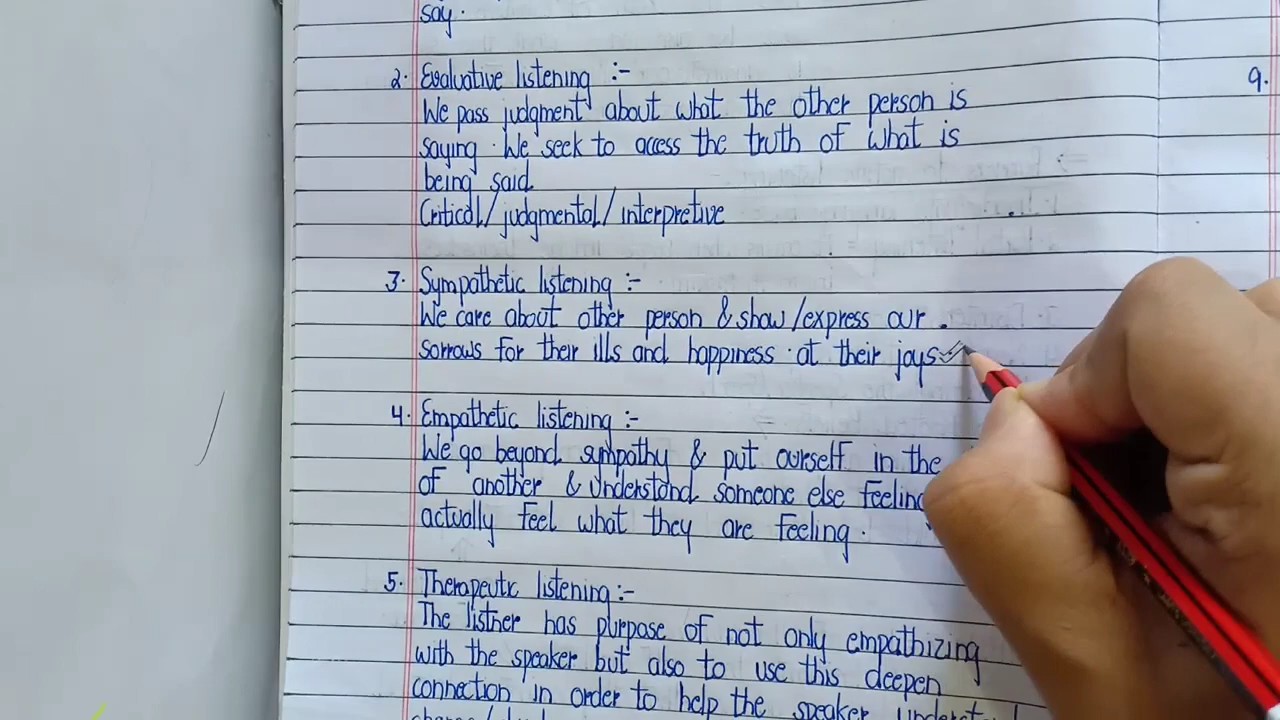 say.
2. Evaluative listening :-
We pass judgment about what the other person is
saying. We seek to access the truth of what is
being said
Critical/judgmental/interpretive
3. Sympathetic listening :-
We care about other person & show/express our.
sorrows for their ills and happiness at their joys
4. Empathetic listening :-
We go beyond sympathy & put ourself in the
of another & understand someone else feeling
actually feel what they are feeling.
5. Therapeutc listening:-
The listner has purpose of not only empathizing
with the speaker but also to use this deepen
connection in order to help the speaker
9.